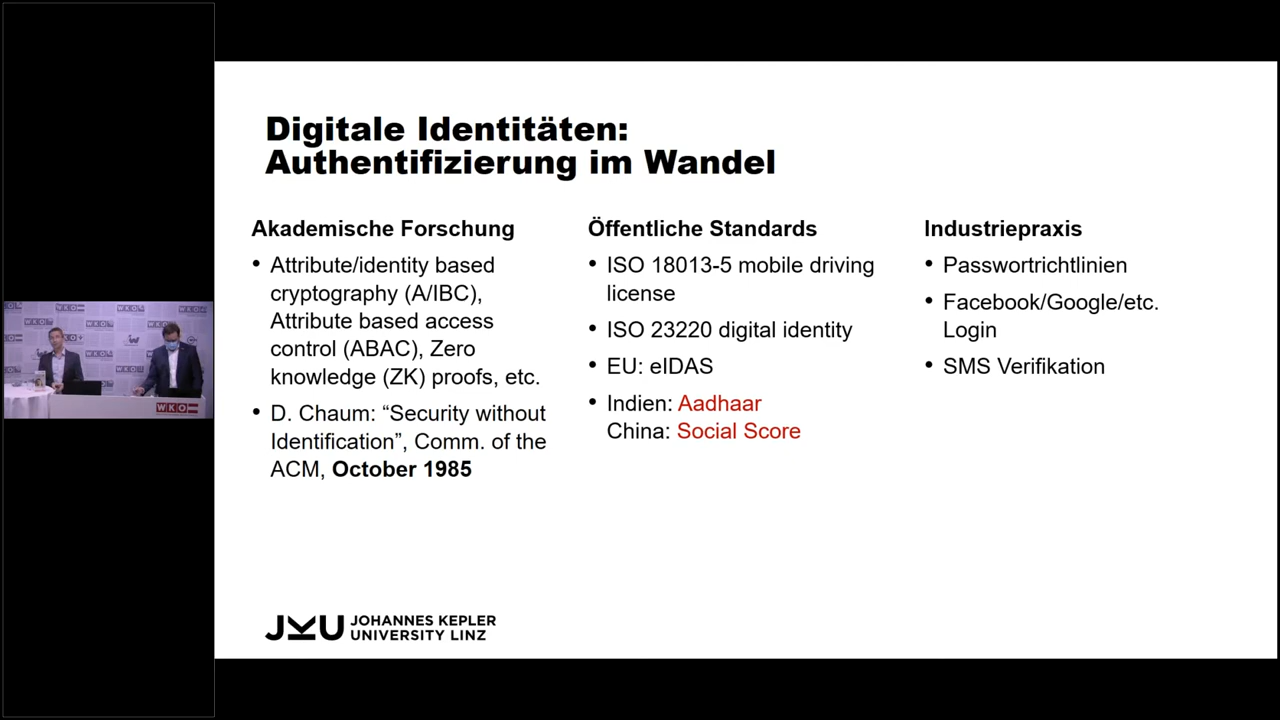 Digitale Identitäten:
Authentifizierung im Wandel
Akademische Forschung
• Attribute/identity based
cryptography (A/IBC),
Attribute based access
control (ABAC), Zero
knowledge (ZK) proofs, etc.
• D. Chaum: “Security without
Identification”, Comm. of the
ACM, October 1985
Öffentliche Standards
• ISO 18013-5 mobile driving
license
• ISO 23220 digital identity
• EU: eIDAS
• Indien: Aadhaar
China: Social Score
Industriepraxis
• Passwortrichtlinien
• Facebook/Google/etc.
Login
• SMS Verifikation
JKU JOHANNES KEPLER
UNIVERSITY LINZ
WKO